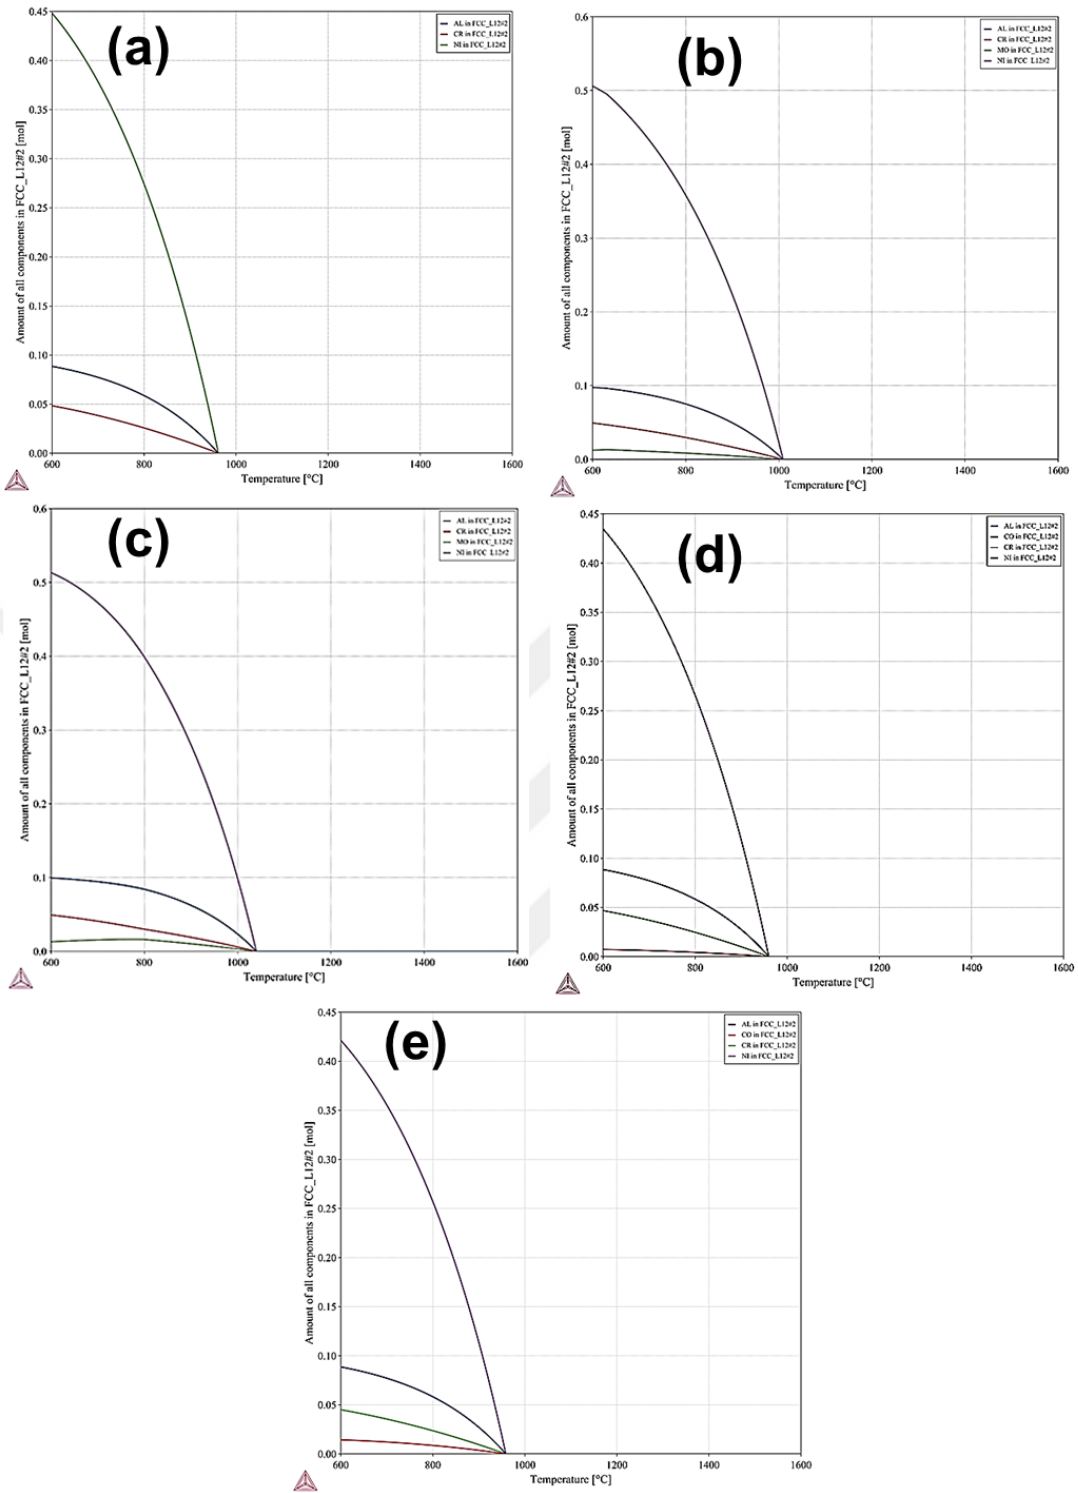 (a)
AL in FCC_L12#2
CR in FCC_L12#2
NI in FCC_L12#2
Amount of all components in FCC_L12#2 [mol]
0.45
0.40
0.35
0.30
0.25
0.20
0.15
0.10
0.05
0.00
600 800 1000 1200 1400 1600
Temperature [°C]
(b)
AL in FCC_L12#2
CR in FCC_L12#2
MO in FCC_L12#2
NI in FCC_L12#2
Amount of all components in FCC_L12#2 [mol]
0.6
0.5
0.4
0.3
0.2
0.1
0.0
600 800 1000 1200 1400 1600
Temperature [°C]
(c)
AL in FCC_L12#2
CR in FCC_L12#2
MO in FCC_L12#2
NI in FCC_L12#2
Amount of all components in FCC_L12#2 [mol]
0.6
0.5
0.4
0.3
0.2
0.1
0.0
600 800 1000 1200 1400 1600
Temperature [°C]
(d)
AL in FCC_L12#2
CO in FCC_L12#2
CR in FCC_L12#2
NI in FCC_L12#2
Amount of all components in FCC_L12#2 [mol]
0.45
0.40
0.35
0.30
0.25
0.20
0.15
0.10
0.05
0.00
600 800 1000 1200 1400 1600
Temperature [°C]
(e)
AL in FCC_L12#2
CO in FCC_L12#2
CR in FCC_L12#2
NI in FCC_L12#2
Amount of all components in FCC_L12#2 [mol]
0.45
0.40
0.35
0.30
0.25
0.20
0.15
0.10
0.05
0.00
600 800 1000 1200 1400 1600
Temperature [°C]